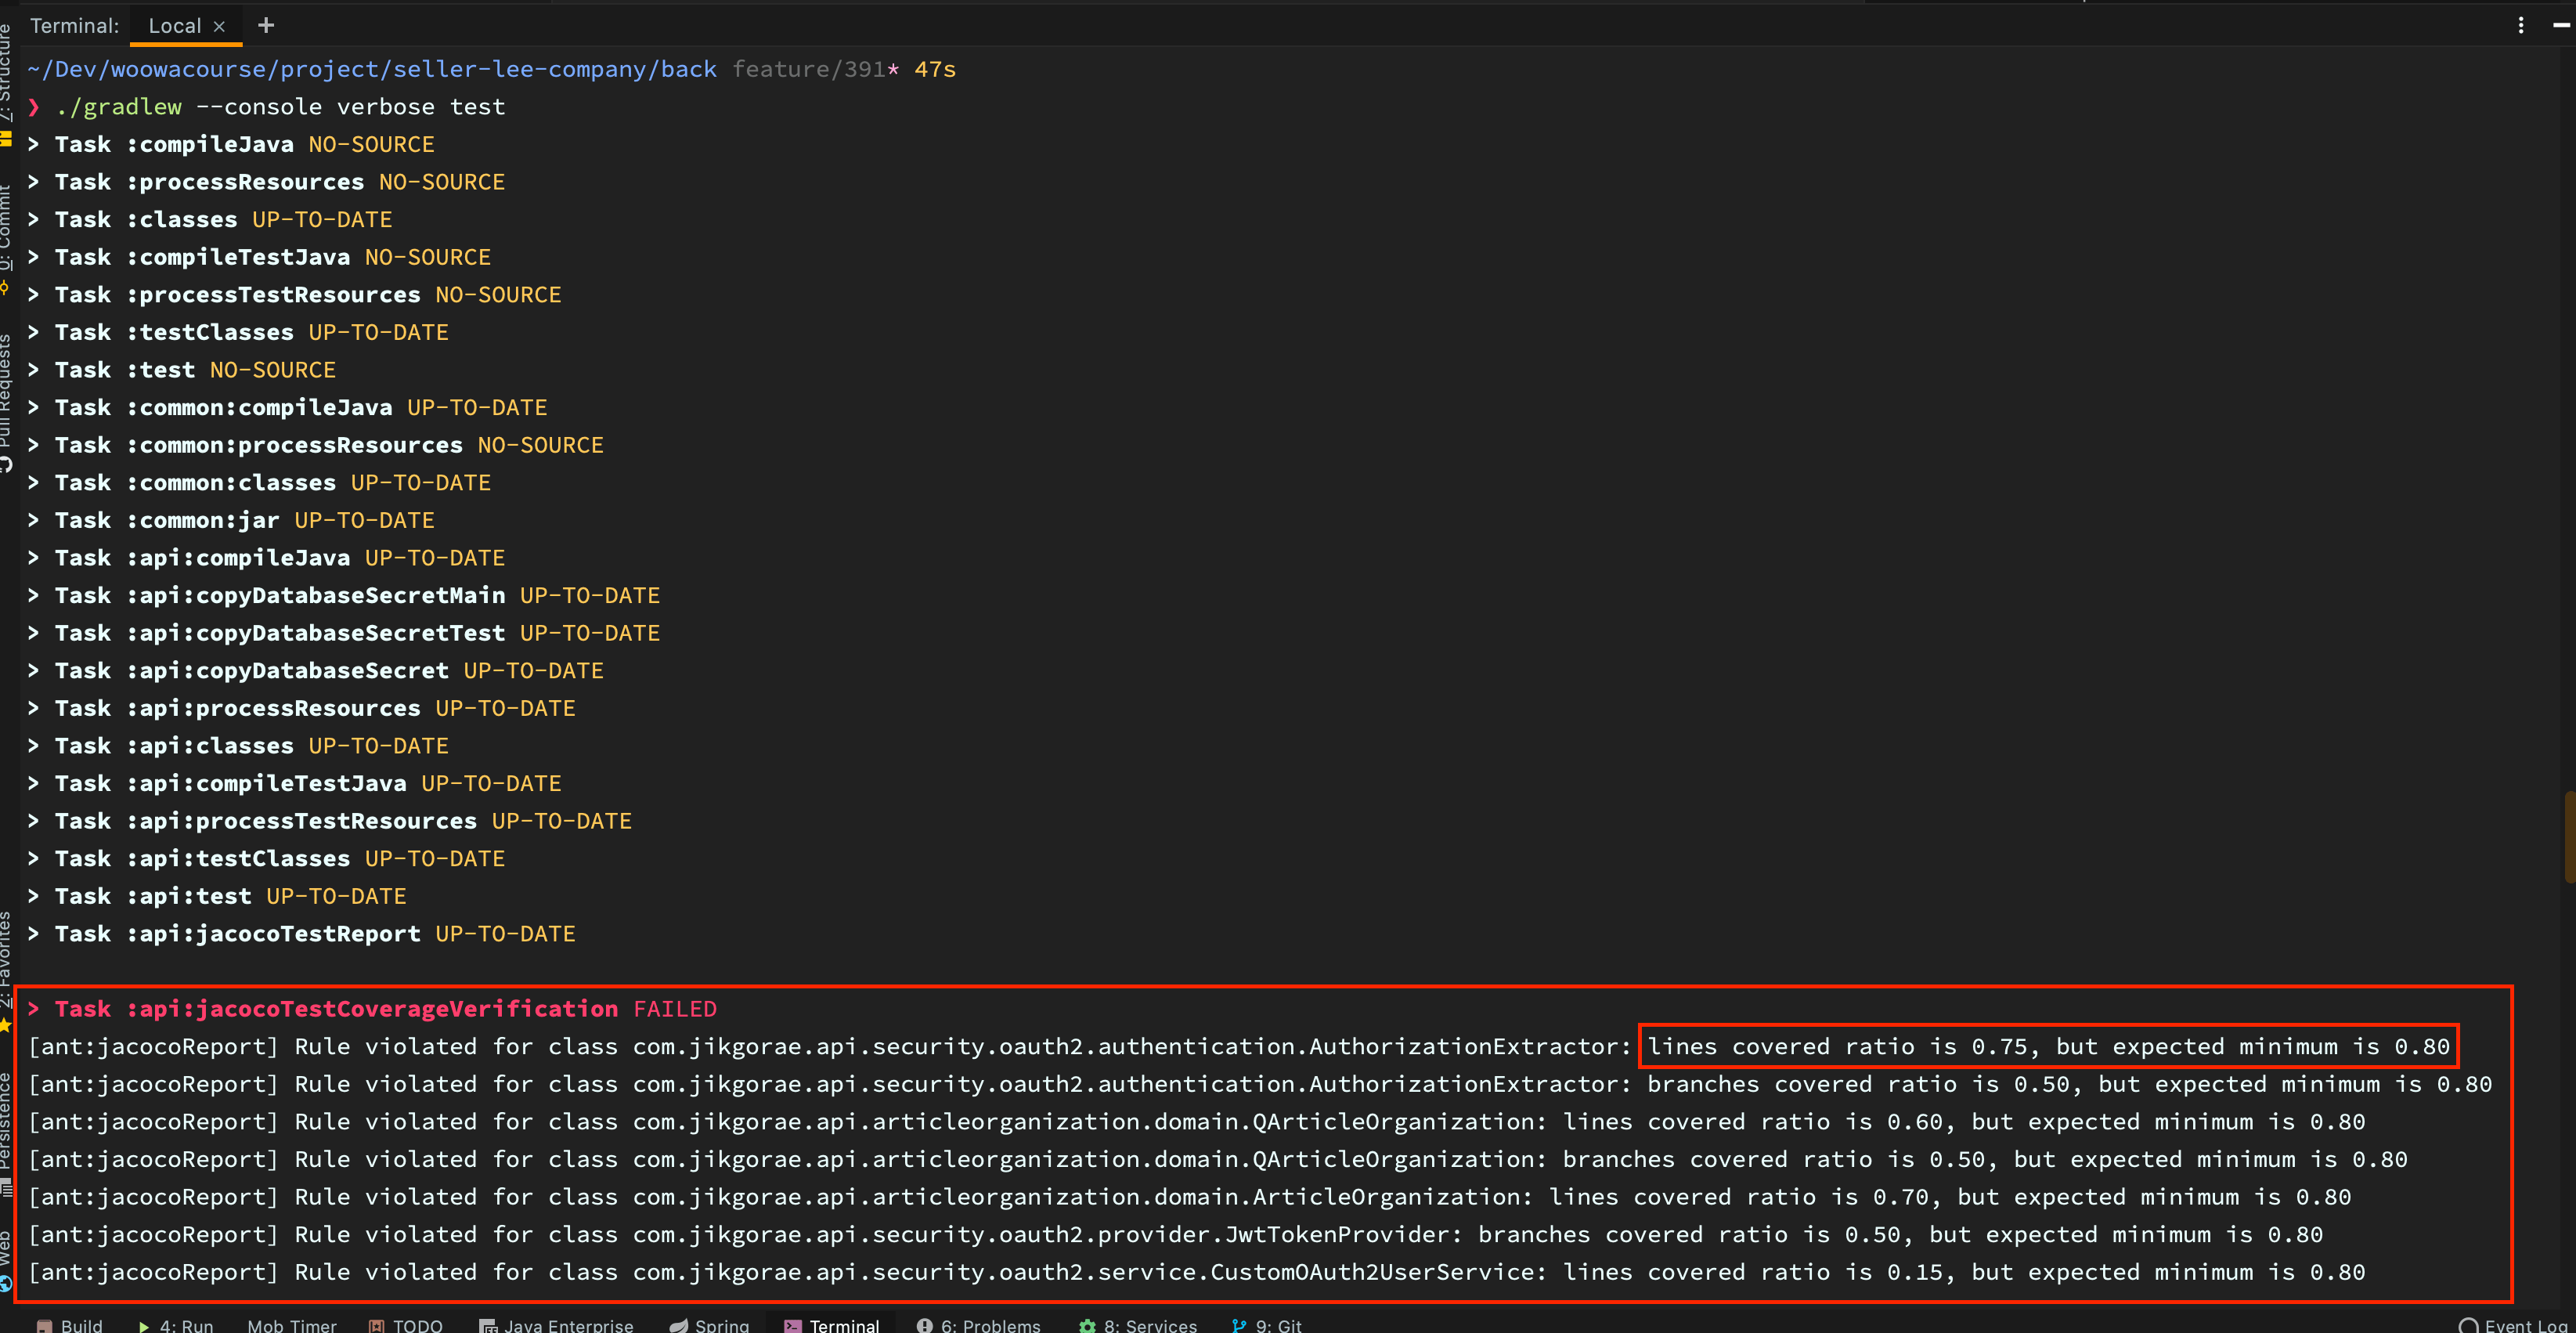 Terminal: Local × +
~/Dev/woowacourse/project/seller-lee-company/back feature/391* 47s
❯ ./gradlew --console verbose test
> Task :compileJava NO-SOURCE
> Task :processResources NO-SOURCE
> Task :classes UP-TO-DATE
> Task :compileTestJava NO-SOURCE
> Task :processTestResources NO-SOURCE
> Task :testClasses UP-TO-DATE
> Task :test NO-SOURCE
> Task :common:compileJava UP-TO-DATE
> Task :common:processResources NO-SOURCE
> Task :common:classes UP-TO-DATE
> Task :common:jar UP-TO-DATE
> Task :api:compileJava UP-TO-DATE
> Task :api:copyDatabaseSecretMain UP-TO-DATE
> Task :api:copyDatabaseSecretTest UP-TO-DATE
> Task :api:copyDatabaseSecret UP-TO-DATE
> Task :api:processResources UP-TO-DATE
> Task :api:classes UP-TO-DATE
> Task :api:compileTestJava UP-TO-DATE
> Task :api:processTestResources UP-TO-DATE
> Task :api:testClasses UP-TO-DATE
> Task :api:test UP-TO-DATE
> Task :api:jacocoTestReport UP-TO-DATE
> Task :api:jacocoTestCoverageVerification FAILED
[ant:jacocoReport] Rule violated for class com.jikgorae.api.security.oauth2.authentication.AuthorizationExtractor: lines covered ratio is 0.75, but expected minimum is 0.80
[ant:jacocoReport] Rule violated for class com.jikgorae.api.security.oauth2.authentication.AuthorizationExtractor: branches covered ratio is 0.50, but expected minimum is 0.80
[ant:jacocoReport] Rule violated for class com.jikgorae.api.articleorganization.domain.QArticleOrganization: lines covered ratio is 0.60, but expected minimum is 0.80
[ant:jacocoReport] Rule violated for class com.jikgorae.api.articleorganization.domain.QArticleOrganization: branches covered ratio is 0.50, but expected minimum is 0.80
[ant:jacocoReport] Rule violated for class com.jikgorae.api.articleorganization.domain.ArticleOrganization: lines covered ratio is 0.70, but expected minimum is 0.80
[ant:jacocoReport] Rule violated for class com.jikgorae.api.security.oauth2.provider.JwtTokenProvider: branches covered ratio is 0.50, but expected minimum is 0.80
[ant:jacocoReport] Rule violated for class com.jikgorae.api.security.oauth2.service.CustomOAuth2UserService: lines covered ratio is 0.15, but expected minimum is 0.80
Build 4: Run Mob Timer TODO Java Enterprise Spring Terminal 6: Problems 8: Services 9: Git Event Log
7: Structure
0: Commit
Pull Requests
2: Favorites
Persistence
Web